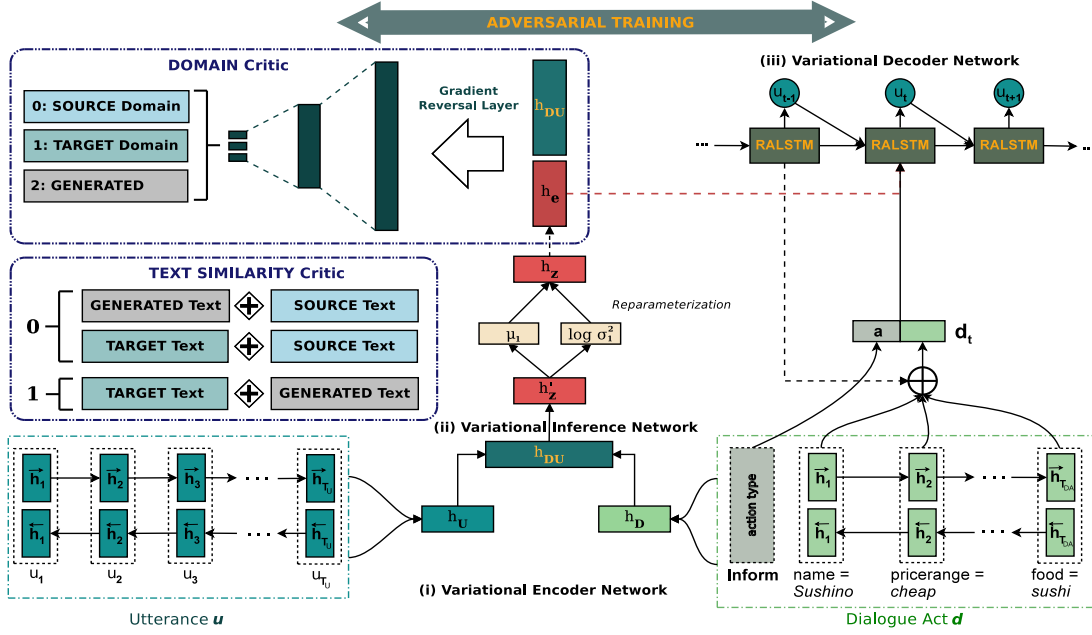 ADVERSARIAL TRAINING
DOMAIN Critic
0: SOURCE Domain
1: TARGET Domain
2: GENERATED
Gradient
Reversal Layer
h_DU
h_e
(iii) Variational Decoder Network
u_t-1
u_t
u_t+1
...
RALSTM
RALSTM
RALSTM
...
TEXT SIMILARITY Critic
0
GENERATED Text
SOURCE Text
TARGET Text
SOURCE Text
1
TARGET Text
GENERATED Text
h_z
Reparameterization
μ_1
log σ_1^2
h'_z
(ii) Variational Inference Network
h_DU
h_U
h_D
(i) Variational Encoder Network
a
d_t
h_1
h_2
h_3
...
h_T_U
h_1
h_2
h_3
...
h_T_U
u_1
u_2
u_3
u_T_U
Utterance u
action type
Inform
h_1
h_2
...
h_T_DA
h_1
h_2
...
h_T_DA
name =
Sushino
pricerange =
cheap
food =
sushi
Dialogue Act d